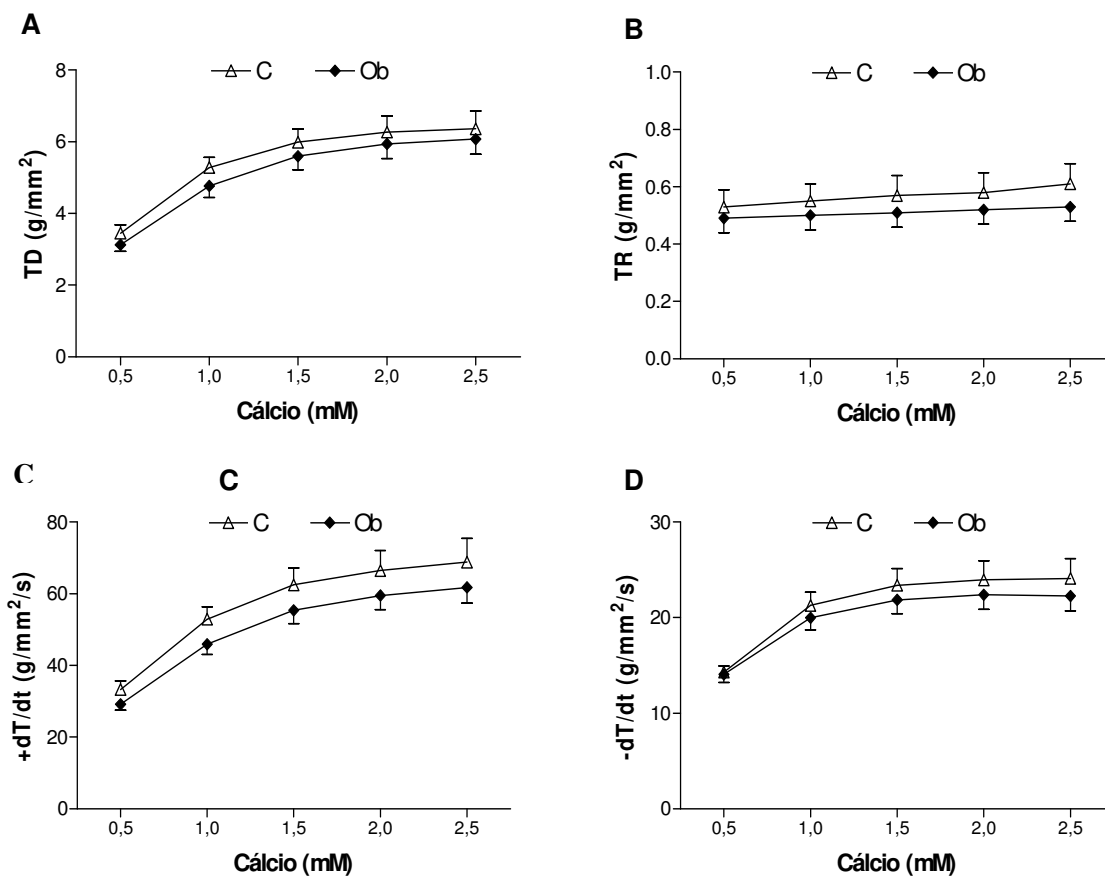 A
C Ob
8
6
4
2
0
TD (g/mm²)
0,5 1,0 1,5 2,0 2,5
Cálcio (mM)
B
C Ob
1.0
0.8
0.6
0.4
0.2
0.0
TR (g/mm²)
0,5 1,0 1,5 2,0 2,5
Cálcio (mM)
C
C
C Ob
80
60
40
20
0
+dT/dt (g/mm²/s)
0,5 1,0 1,5 2,0 2,5
Cálcio (mM)
D
C Ob
30
20
10
0
-dT/dt (g/mm²/s)
0,5 1,0 1,5 2,0 2,5
Cálcio (mM)